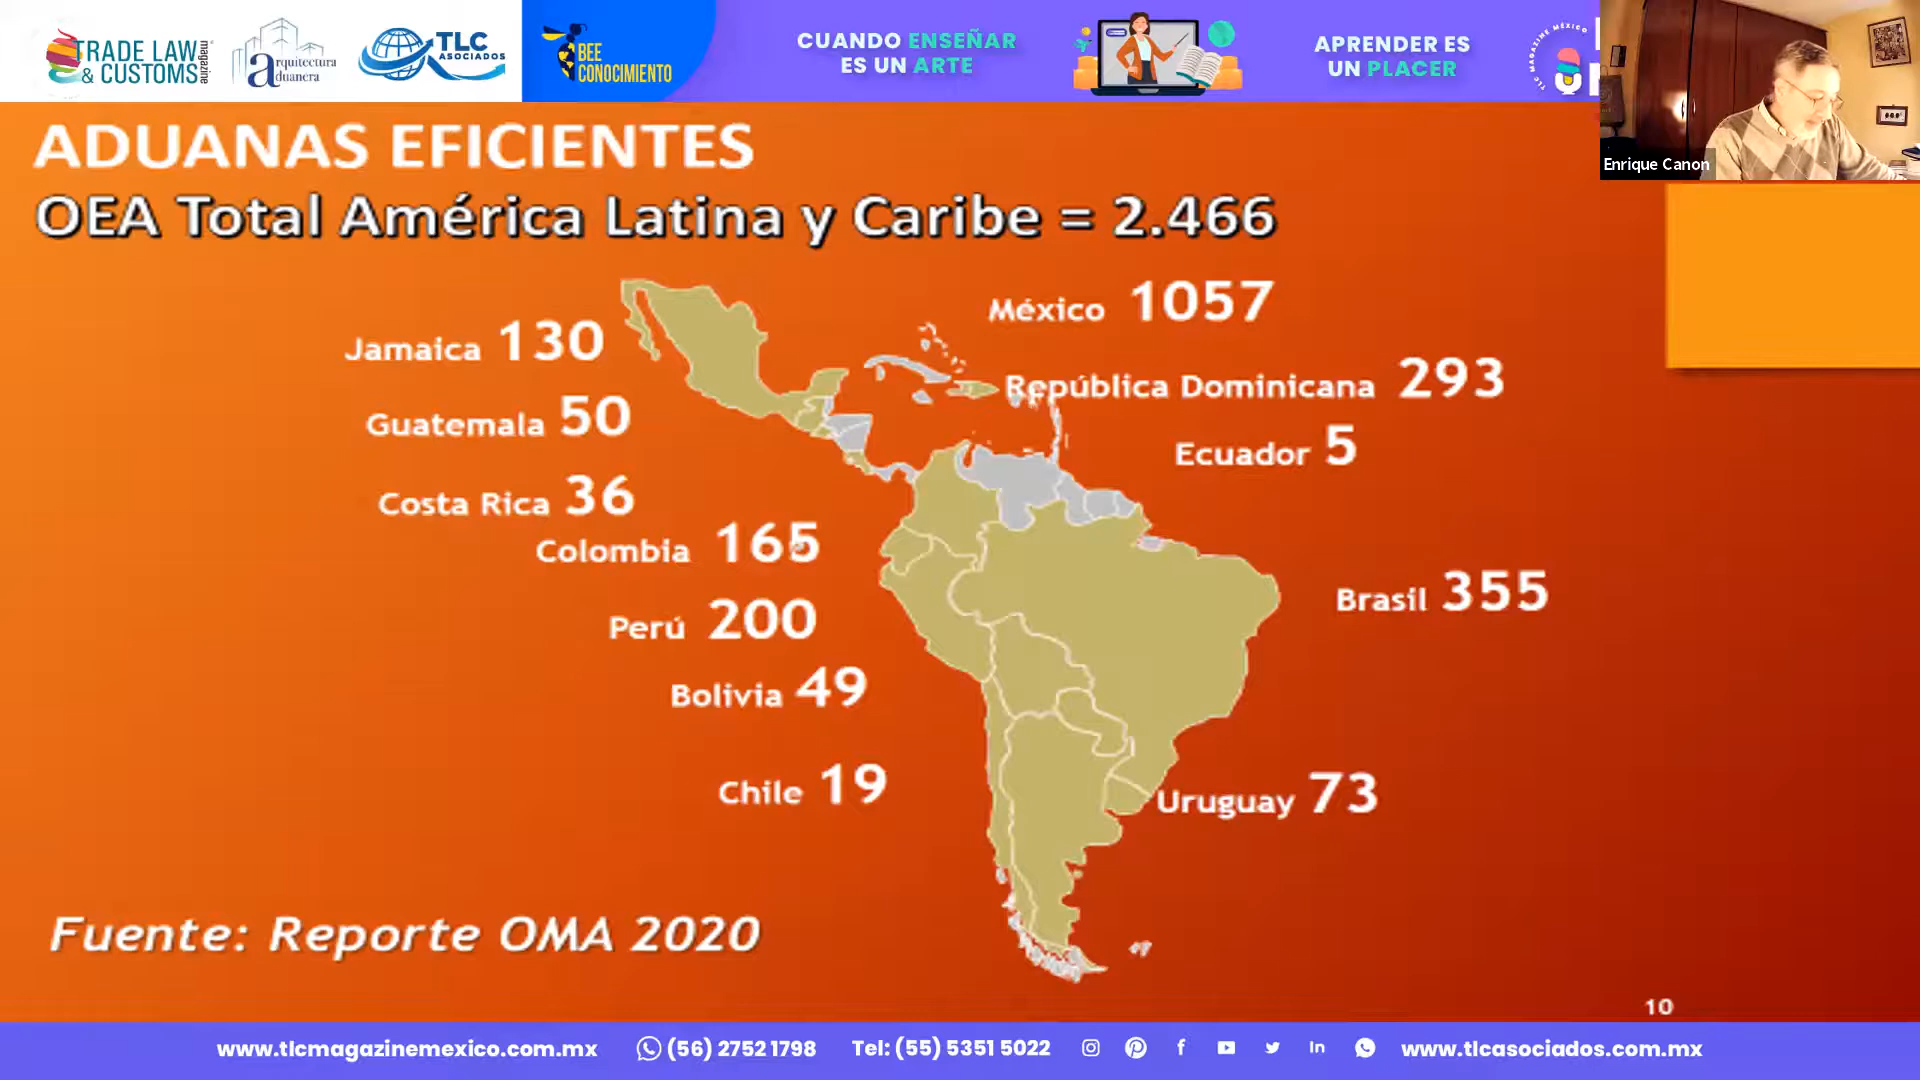 TRADE LAW
& CUSTOMS
magazine
arquitectura
aduanera
TLC
ASOCIADOS
BEE
CONOCIMIENTO
CUANDO ENSEÑAR
ES UN ARTE
APRENDER ES
UN PLACER
TLC MAGAZINE MÉXICO
Enrique Canon
ADUANAS EFICIENTES
OEA Total América Latina y Caribe = 2.466
México 1057
Jamaica 130
República Dominicana 293
Guatemala 50
Ecuador 5
Costa Rica 36
Colombia 165
Brasil 355
Perú 200
Bolivia 49
Chile 19
Uruguay 73
Fuente: Reporte OMA 2020
10
www.tlcmagazinemexico.com.mx (56) 2752 1798 Tel: (55) 5351 5022 www.tlcasociados.com.mx